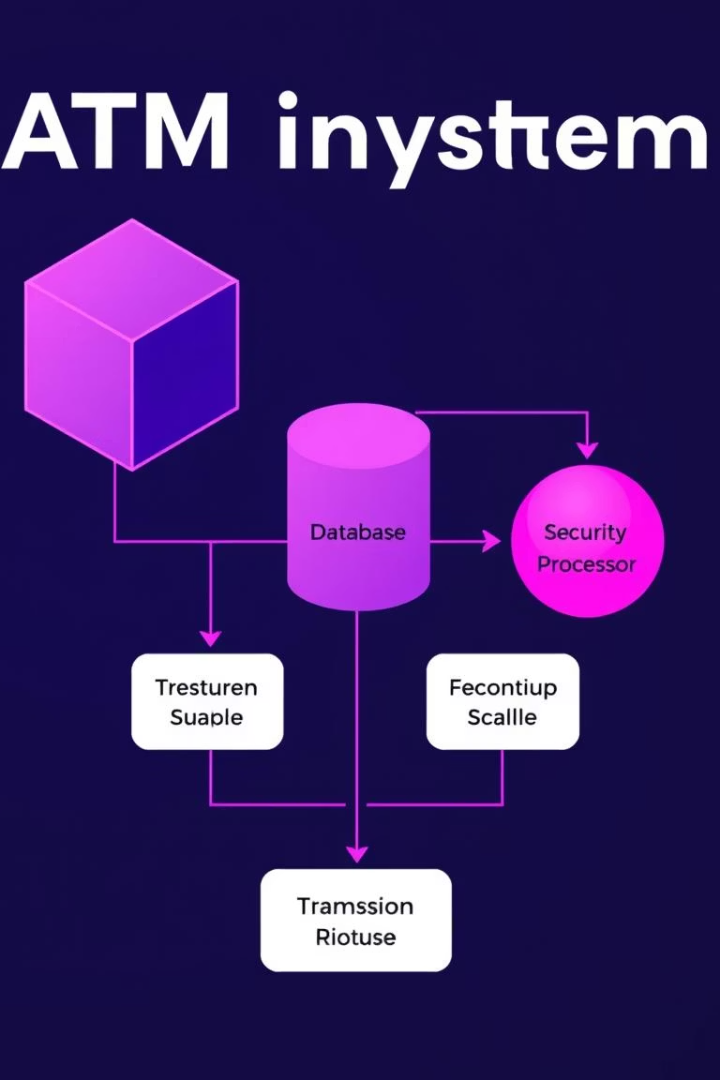 ATM inysttem
Database
Security
Processor
Tresturen
Suaple
Fecontiup
Scallle
Tramssion
Riotuse